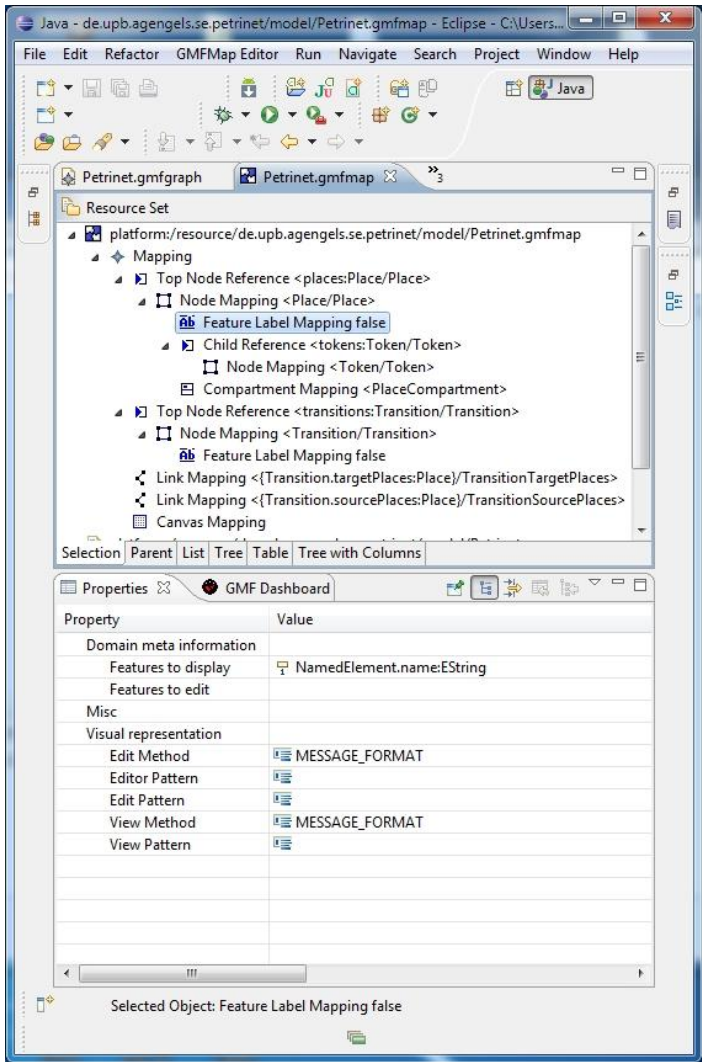 Java - de.upb.agengels.se.petrinet/model/Petrinet.gmfmap - Eclipse - C:\Users...
File Edit Refactor GMFMap Editor Run Navigate Search Project Window Help
Java
Petrinet.gmfgraph Petrinet.gmfmap »3
Resource Set
platform:/resource/de.upb.agengels.se.petrinet/model/Petrinet.gmfmap
Mapping
Top Node Reference <places:Place/Place>
Node Mapping <Place/Place>
Feature Label Mapping false
Child Reference <tokens:Token/Token>
Node Mapping <Token/Token>
Compartment Mapping <PlaceCompartment>
Top Node Reference <transitions:Transition/Transition>
Node Mapping <Transition/Transition>
Feature Label Mapping false
Link Mapping <{Transition.targetPlaces:Place}/TransitionTargetPlaces>
Link Mapping <{Transition.sourcePlaces:Place}/TransitionSourcePlaces>
Canvas Mapping
Selection Parent List Tree Table Tree with Columns
Properties GMF Dashboard
Property Value
Domain meta information
Features to display NamedElement.name:EString
Features to edit
Misc
Visual representation
Edit Method MESSAGE_FORMAT
Editor Pattern
Edit Pattern
View Method MESSAGE_FORMAT
View Pattern
Selected Object: Feature Label Mapping false